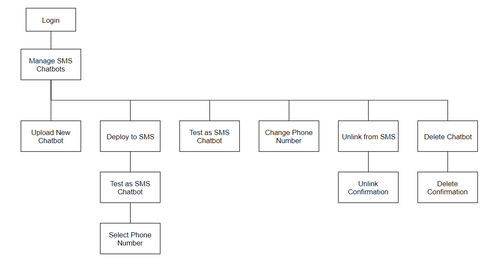 Login
Manage SMS
Chatbots
Upload New
Chatbot
Deploy to SMS
Test as SMS
Chatbot
Change Phone
Number
Unlink from SMS
Delete Chatbot
Test as SMS
Chatbot
Unlink
Confirmation
Delete
Confirmation
Select Phone
Number